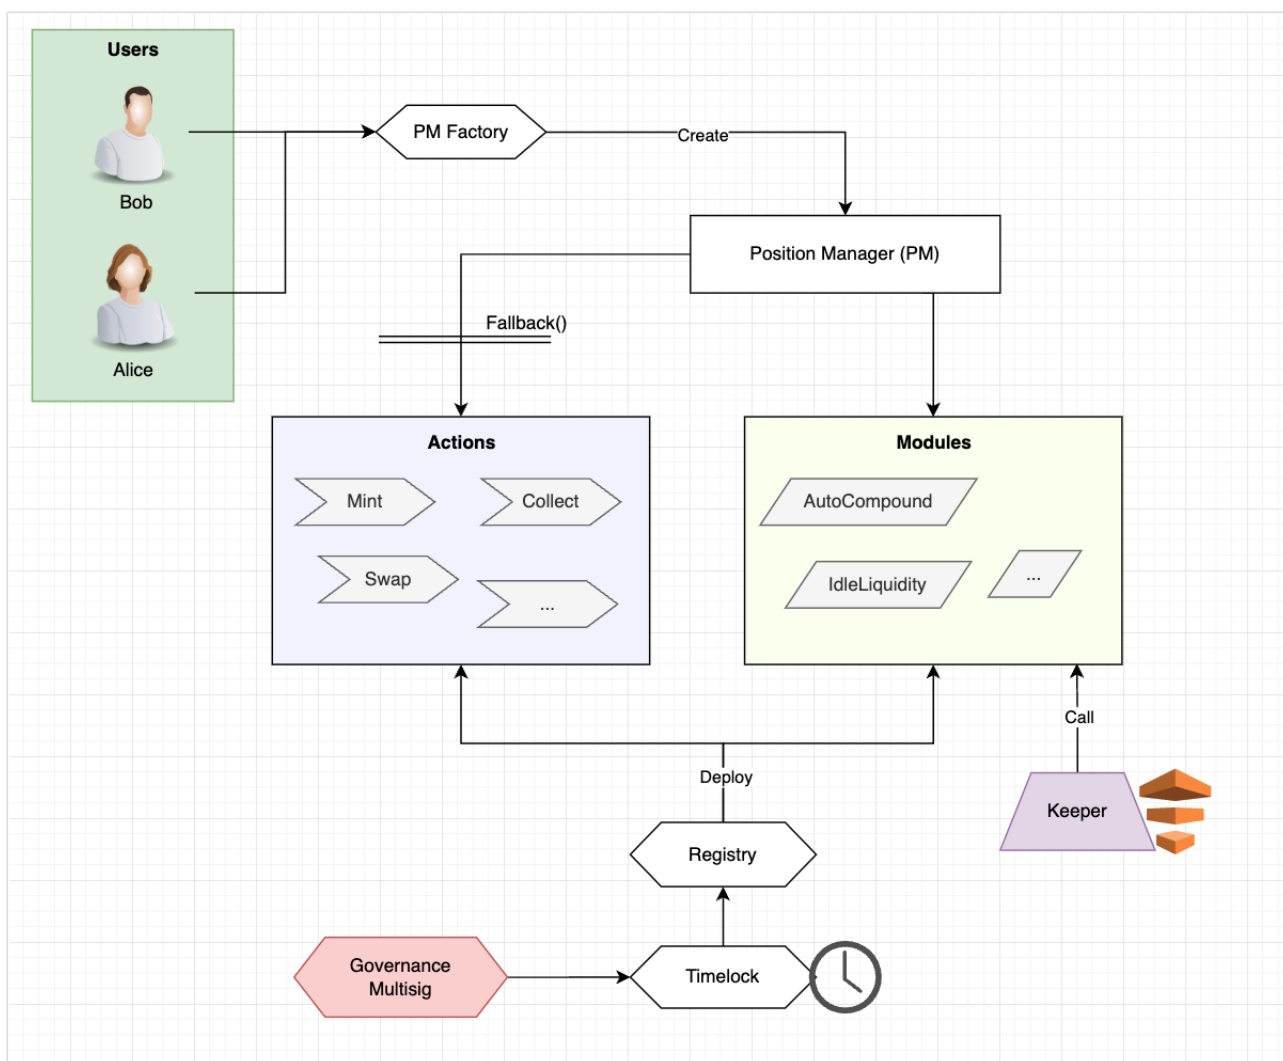 Users
Bob
Alice
PM Factory
Create
Position Manager (PM)
Fallback()
Actions
Mint
Collect
Swap
...
Modules
AutoCompound
IdleLiquidity
...
Call
Keeper
Deploy
Registry
Governance
Multisig
Timelock